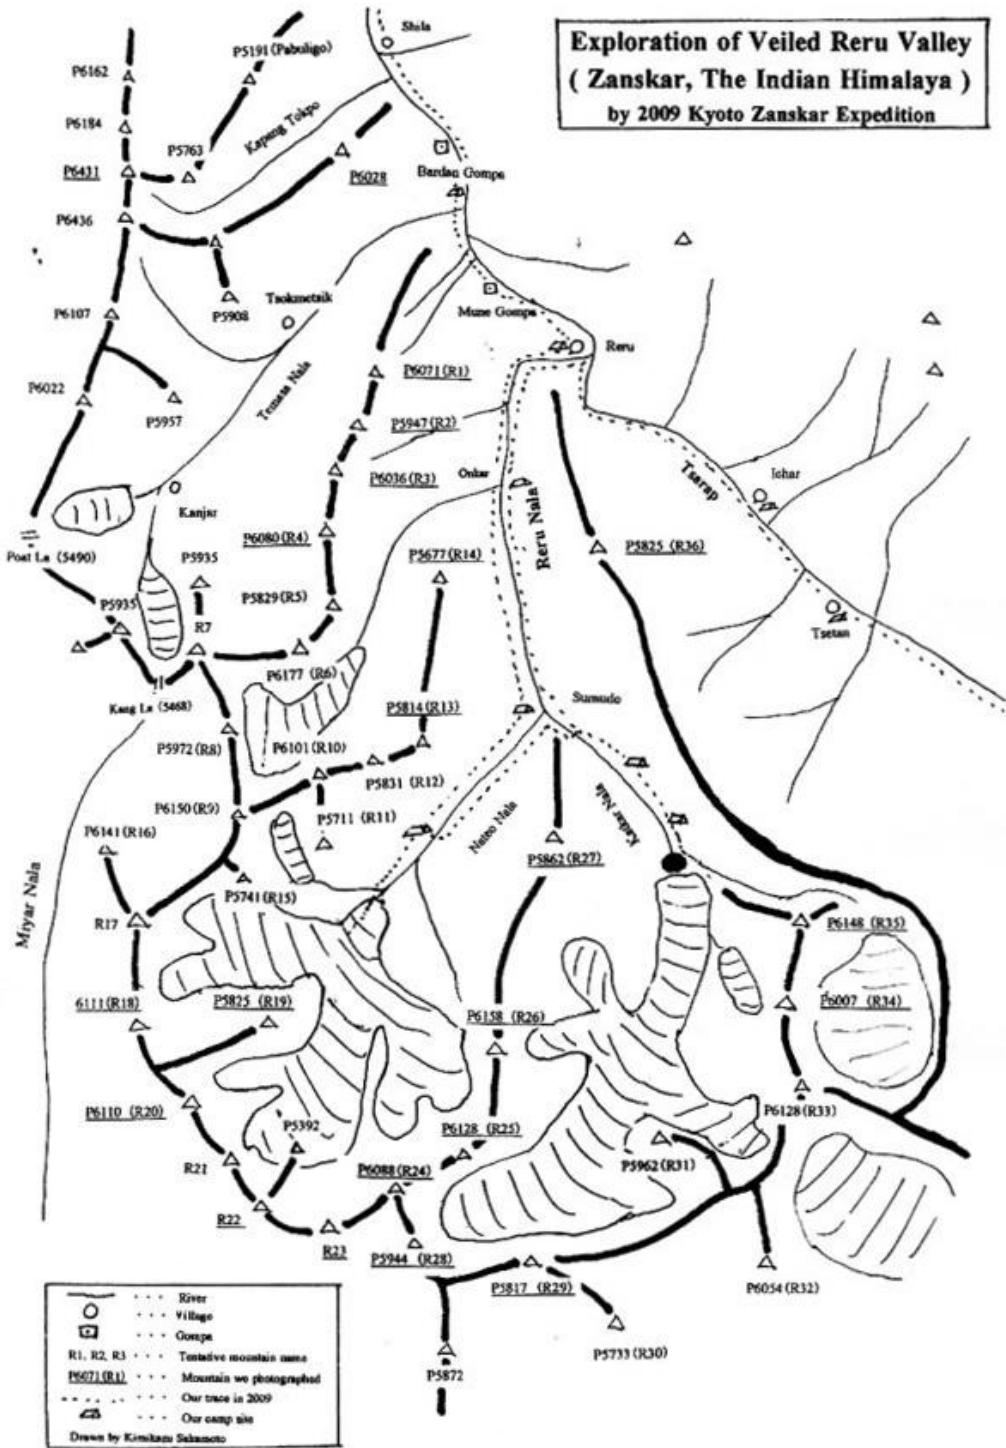 Exploration of Veiled Reru Valley
( Zanskar, The Indian Himalaya )
by 2009 Kyoto Zanskar Expedition
Shila
P5191 (Pabuligo)
P6162
Kapang Tokpo
P6184
P5763
P6431
P6028
Bardan Gompa
P6436
Tsokmetsik
P5908
Mune Gompa
P6107
Reru
P6071 (R1)
P6022
Temasa Nala
P5957
P5947 (R2)
Tsarap
Ichar
P6036 (R3)
Onkar
Kanjar
Reru Nala
P6080 (R4)
Poat La (5490)
P5935
P5677 (R14)
P5825 (R36)
P5829 (R5)
P5935
R7
Tsetan
P6177 (R6)
Kang La (5468)
P5814 (R13)
Sumudo
P5972 (R8)
P6101 (R10)
P5831 (R12)
P6150 (R9)
P5711 (R11)
Nateo Nala
Katkar Nala
P6141 (R16)
P5862 (R27)
P5741 (R15)
Miyar Nala
R17
P6148 (R35)
6111 (R18)
P5825 (R19)
P6007 (R34)
P6158 (R26)
P6110 (R20)
P6128 (R33)
P5392
P6128 (R25)
R21
P6088 (R24)
P5962 (R31)
R22
R23
P5944 (R28)
P5817 (R29)
P6054 (R32)
P5733 (R30)
P5872
. . . River
. . . Village
. . . Gompa
R1, R2, R3 . . . Tentative mountain name
P6071 (R1) . . . Mountain we photographed
. . . Our trace in 2009
. . . Our camp site
Drawn by Kimikazu Sakamoto